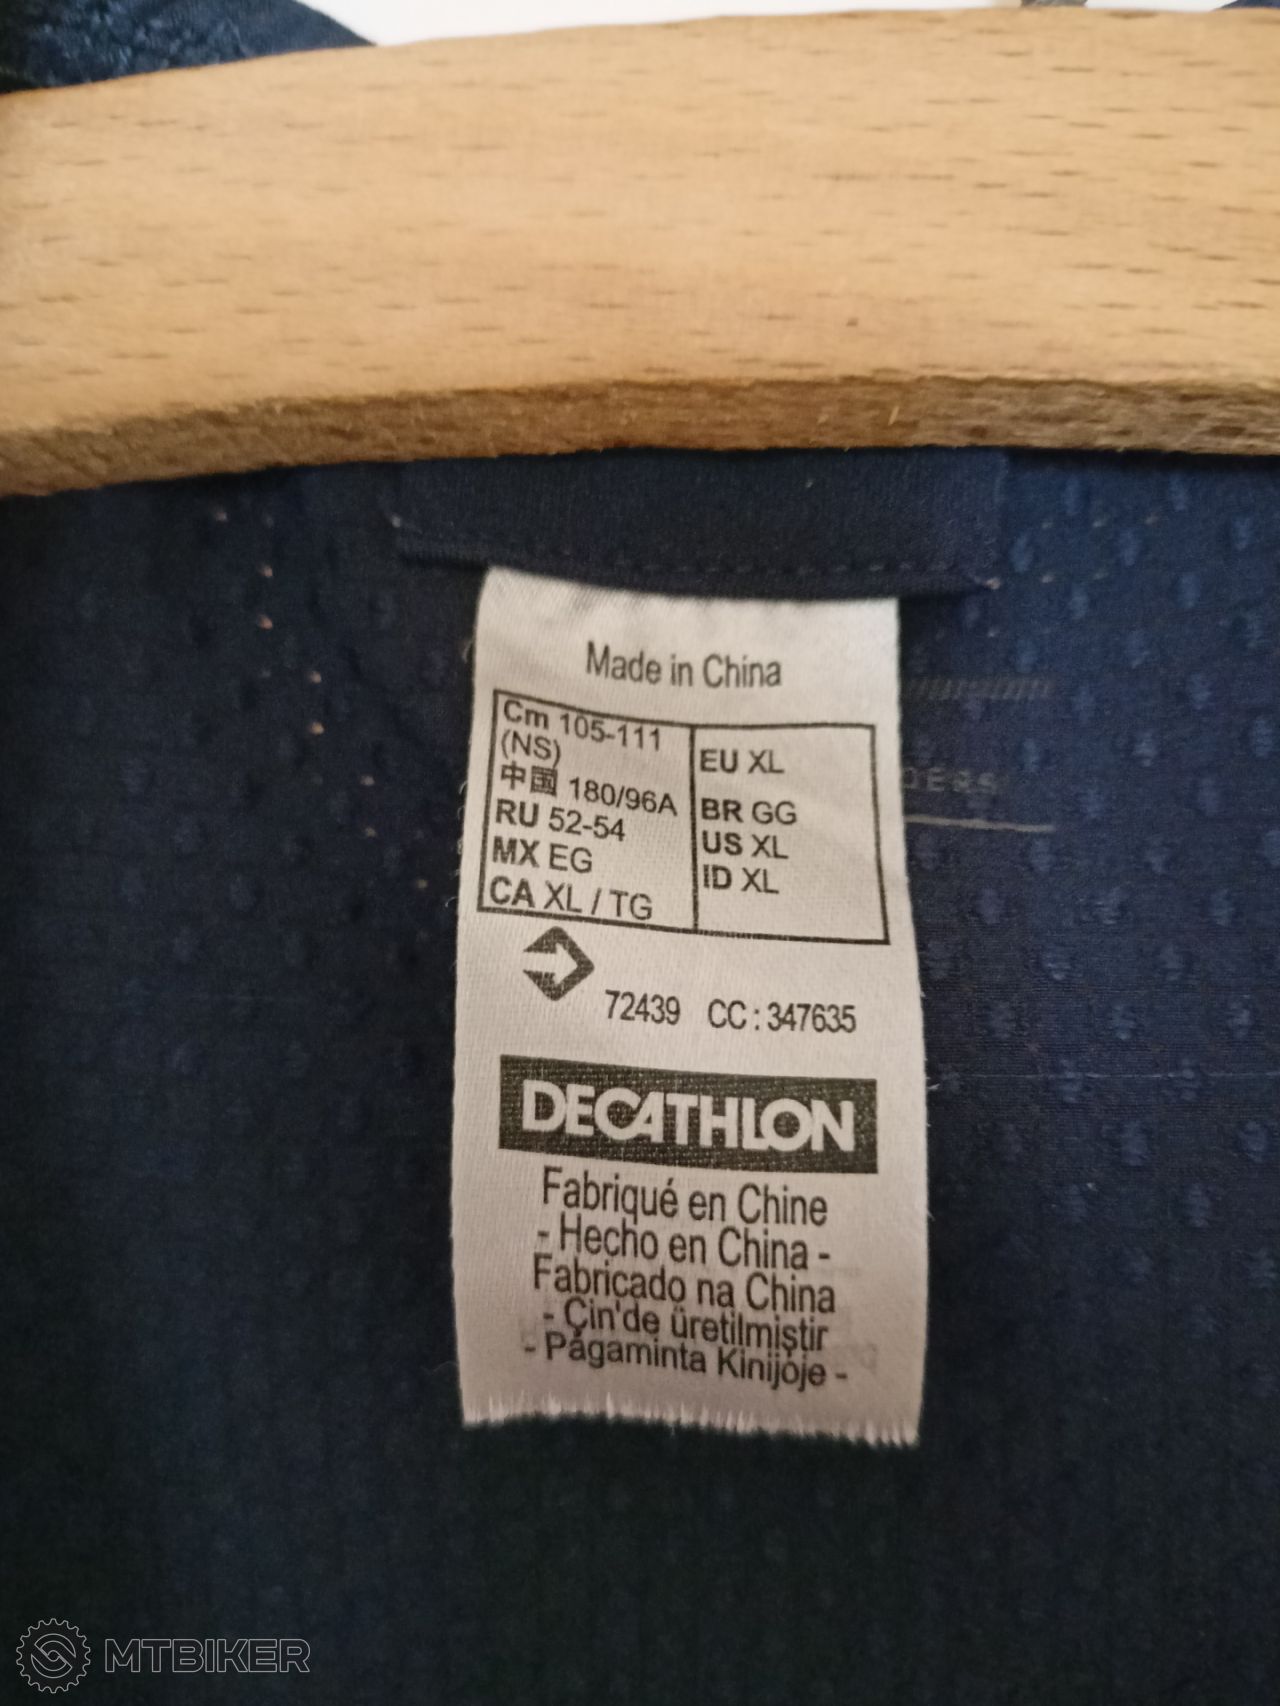 Made in China
Cm 105-111
(NS)
中国 180/96A
RU 52-54
MX EG
CA XL / TG
EU XL
BR GG
US XL
ID XL
72439 CC : 347635
DECATHLON
Fabriqué en Chine
- Hecho en China -
Fabricado na China
- Çin'de üretilmiştir
- Pagaminta Kinijoje -
MTBIKER